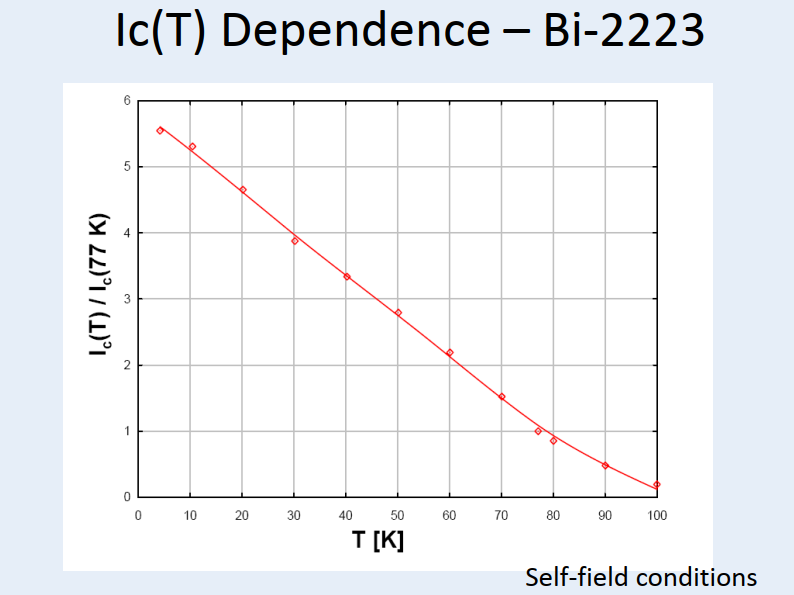 Ic(T) Dependence – Bi-2223
6
5
4
3
2
1
0
Ic(T) / Ic(77 K)
0 10 20 30 40 50 60 70 80 90 100
T [K]
Self-field conditions